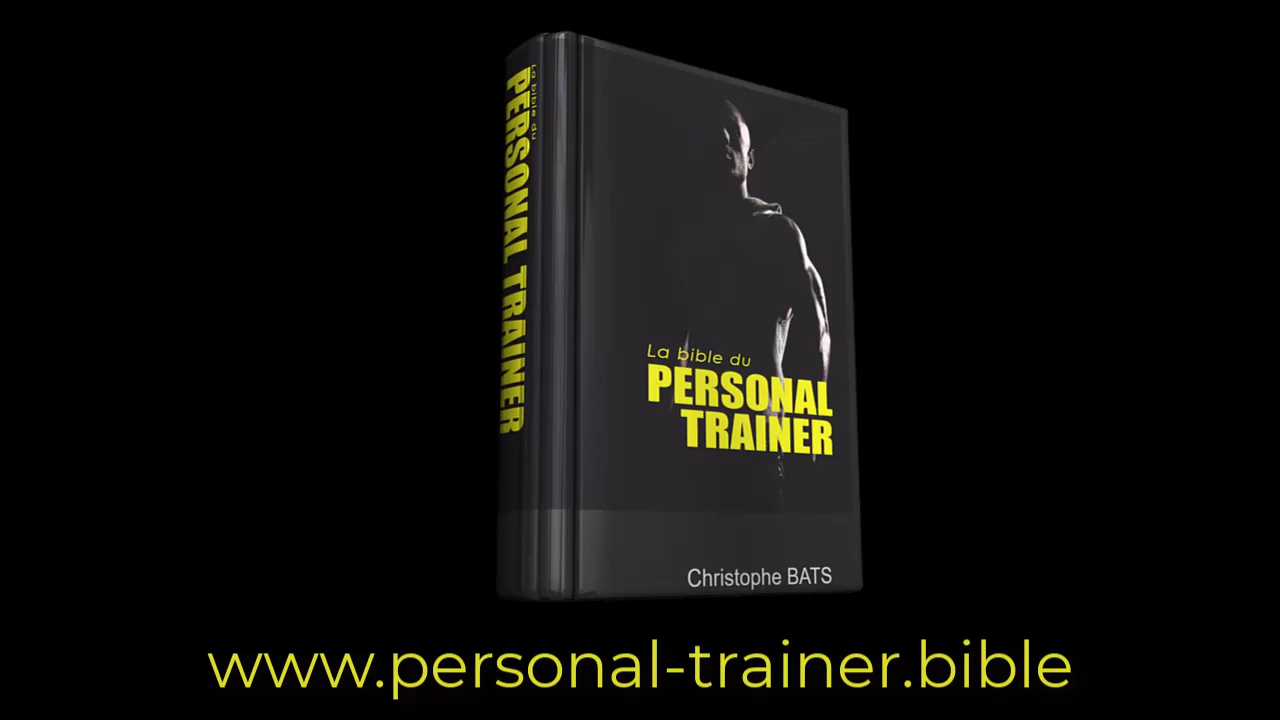 La bible du
PERSONAL TRAINER
La bible du
PERSONAL
TRAINER
Christophe BATS
www.personal-trainer.bible